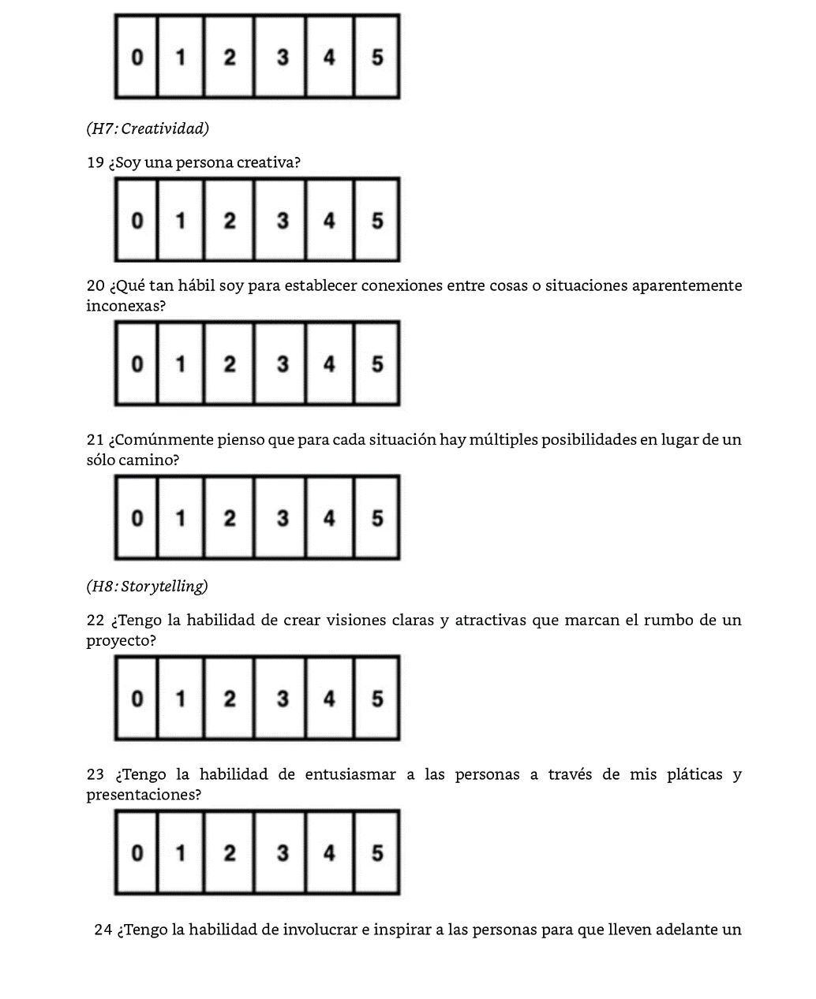 0 1 2 3 4 5
(H7: Creatividad)
19 ¿Soy una persona creativa?
0 1 2 3 4 5
20 ¿Qué tan hábil soy para establecer conexiones entre cosas o situaciones aparentemente
inconexas?
0 1 2 3 4 5
21 ¿Comúnmente pienso que para cada situación hay múltiples posibilidades en lugar de un
sólo camino?
0 1 2 3 4 5
(H8: Storytelling)
22 ¿Tengo la habilidad de crear visiones claras y atractivas que marcan el rumbo de un
proyecto?
0 1 2 3 4 5
23 ¿Tengo la habilidad de entusiasmar a las personas a través de mis pláticas y
presentaciones?
0 1 2 3 4 5
24 ¿Tengo la habilidad de involucrar e inspirar a las personas para que lleven adelante un